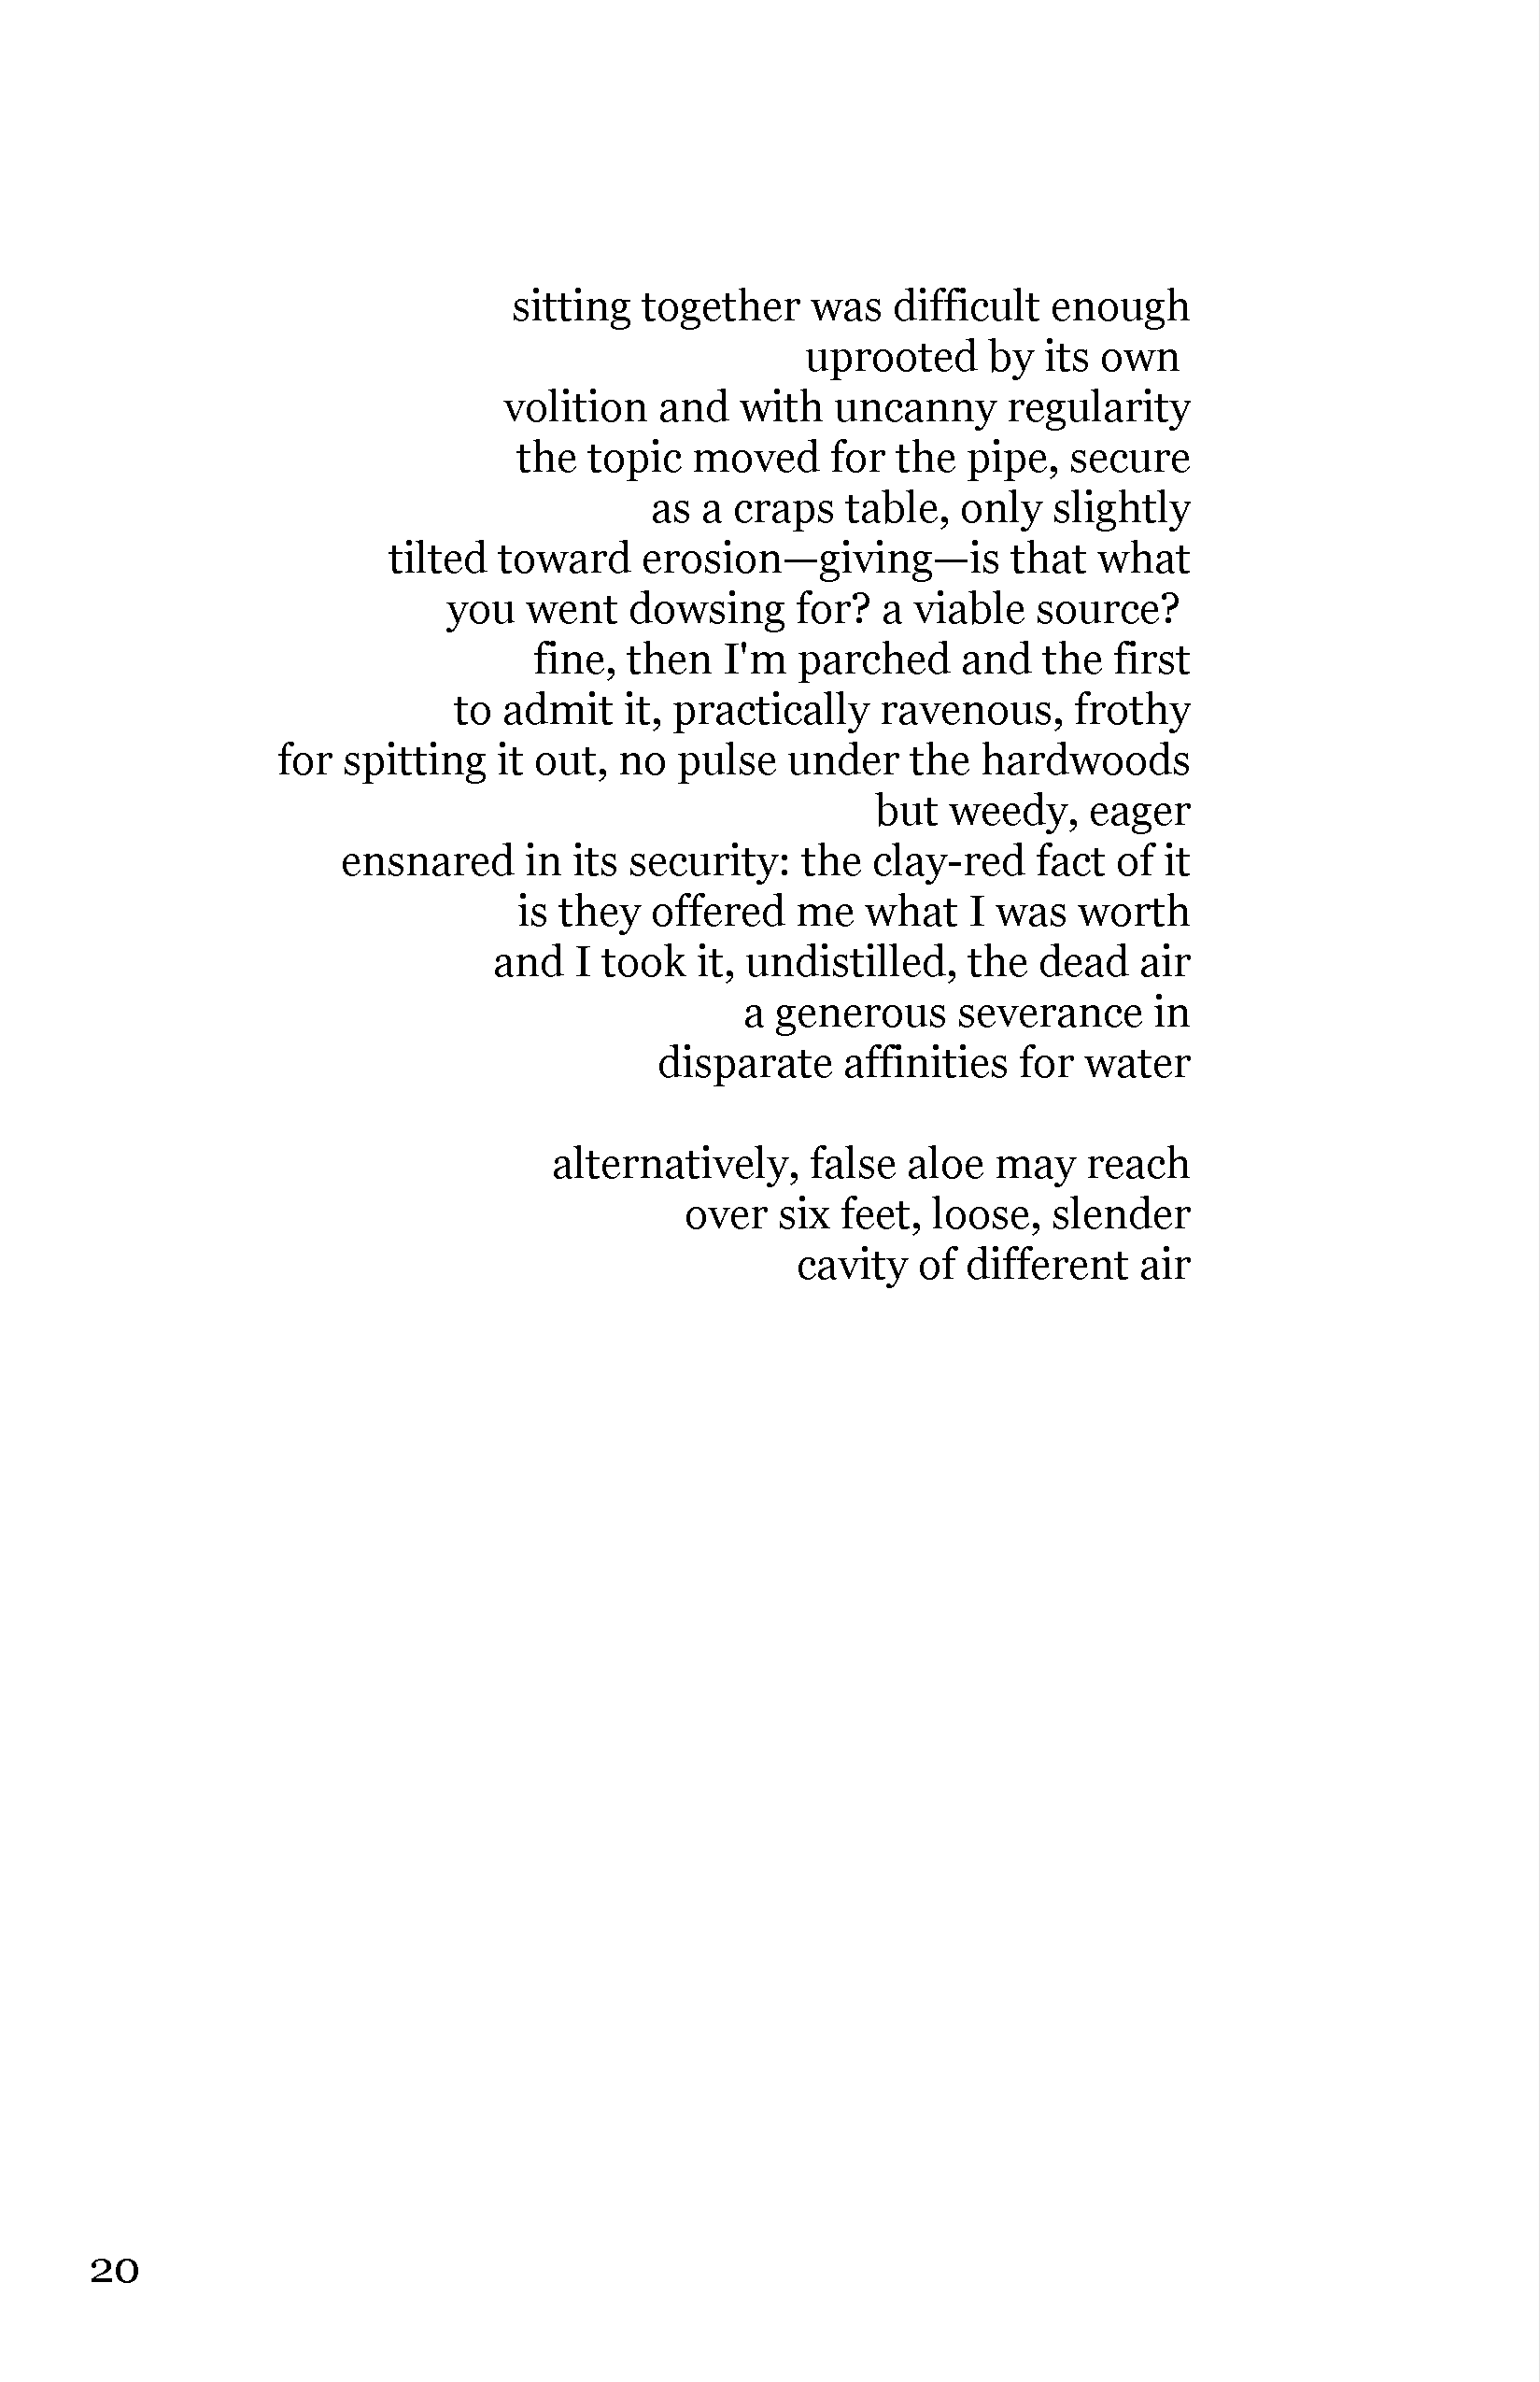 sitting together was difficult enough
uprooted by its own
volition and with uncanny regularity
the topic moved for the pipe, secure
as a craps table, only slightly
tilted toward erosion—giving—is that what
you went dowsing for? a viable source?
fine, then I'm parched and the first
to admit it, practically ravenous, frothy
for spitting it out, no pulse under the hardwoods
but weedy, eager
ensnared in its security: the clay-red fact of it
is they offered me what I was worth
and I took it, undistilled, the dead air
a generous severance in
disparate affinities for water

alternatively, false aloe may reach
over six feet, loose, slender
cavity of different air

20